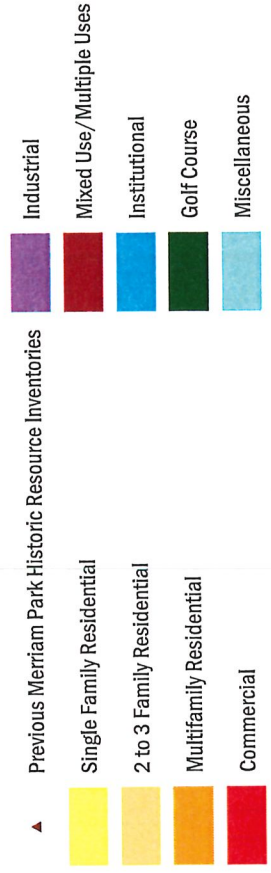 Previous Merriam Park Historic Resource Inventories
Single Family Residential
2 to 3 Family Residential
Multifamily Residential
Commercial
Industrial
Mixed Use/Multiple Uses
Institutional
Golf Course
Miscellaneous